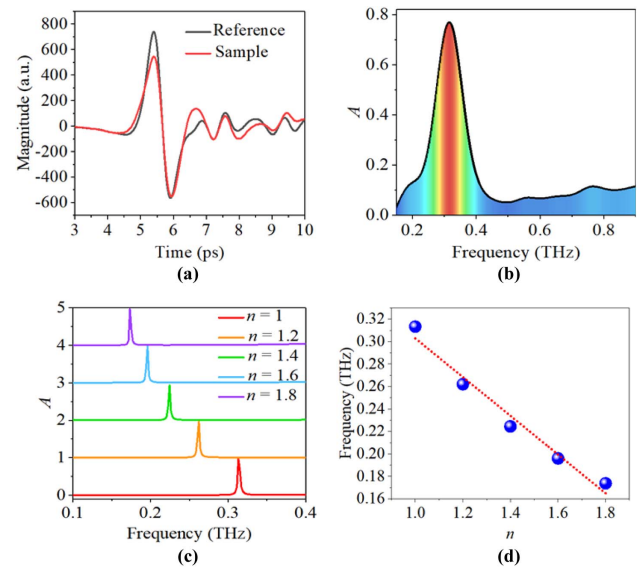 (a)
800
600
400
200
0
-200
-400
-600
Magnitude (a.u.)
Reference
Sample
3 4 5 6 7 8 9 10
Time (ps)
(b)
0.8
0.6
0.4
0.2
0.0
A
0.2 0.4 0.6 0.8
Frequency (THz)
5
4
3
2
1
0
A
n = 1
n = 1.2
n = 1.4
n = 1.6
n = 1.8
0.1 0.2 0.3 0.4
Frequency (THz)
(c)
0.32
0.30
0.28
0.26
0.24
0.22
0.20
0.18
0.16
Frequency (THz)
1.0 1.2 1.4 1.6 1.8
n
(d)